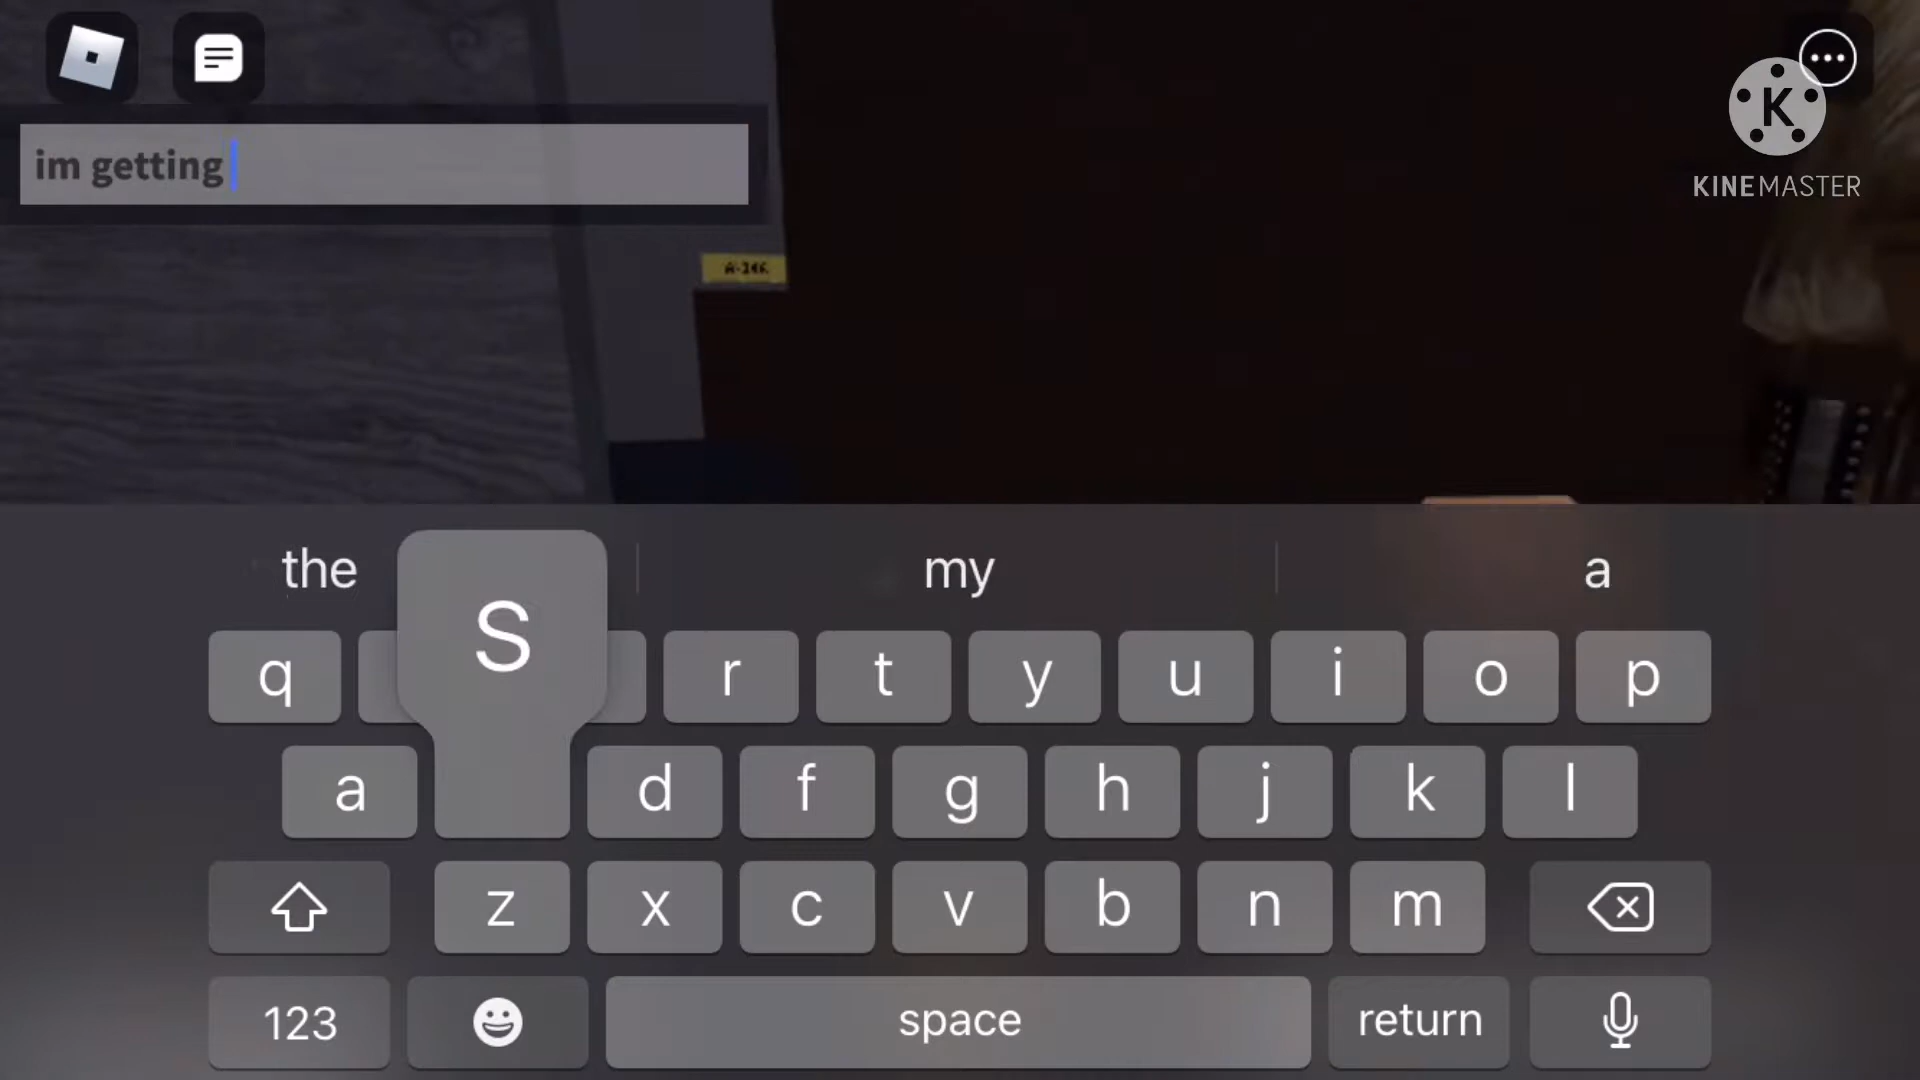 im getting
K
KINEMASTER
the my a
S
q r t y u i o p
a d f g h j k l
z x c v b n m
123 space return